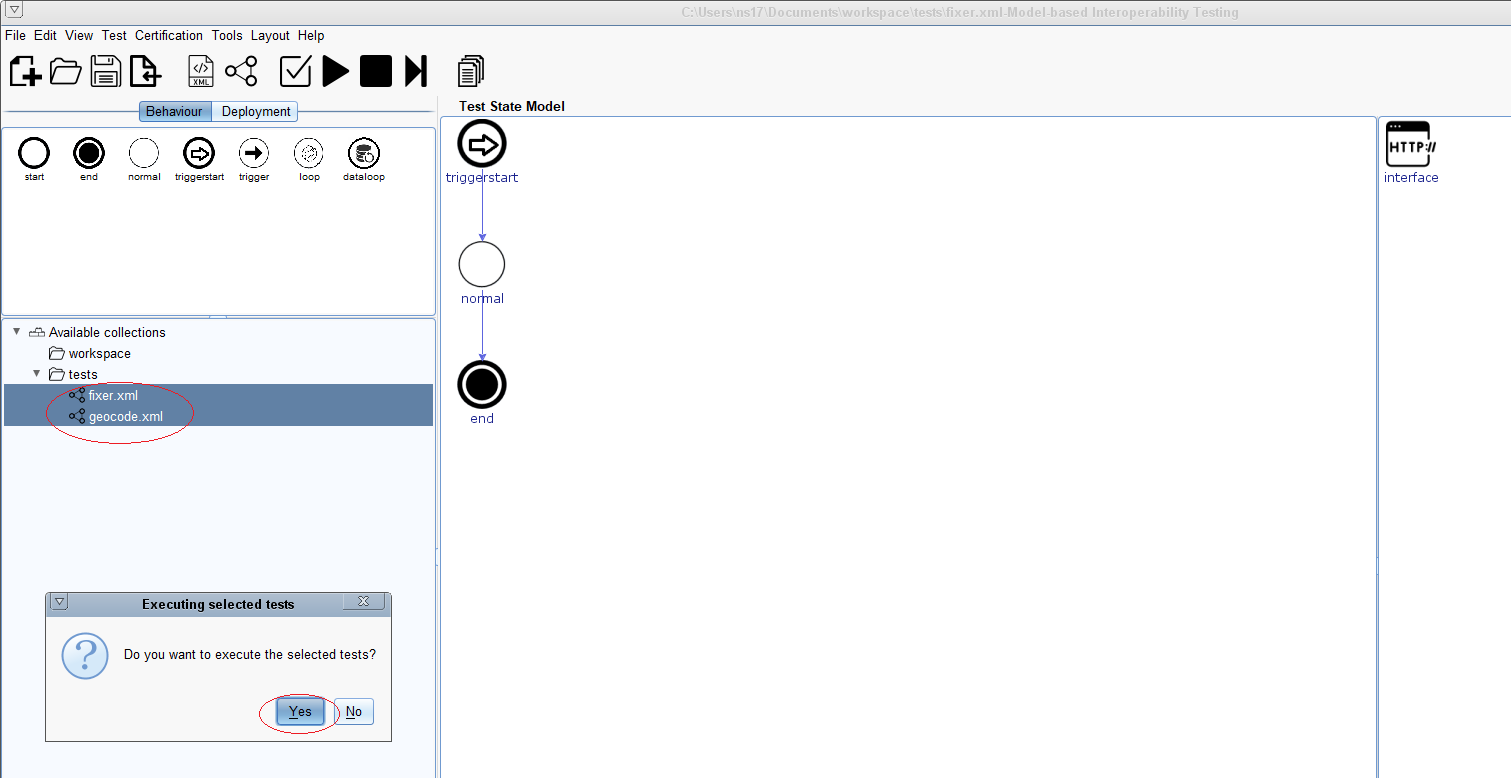 C:\Users\ns17\Documents\workspace\tests\fixer.xml-Model-based Interoperability Testing
File Edit View Test Certification Tools Layout Help
</>
XML
Behaviour Deployment
start end normal triggerstart trigger loop dataloop
Available collections
workspace
tests
fixer.xml
geocode.xml
Executing selected tests
?
Do you want to execute the selected tests?
Yes No
Test State Model
triggerstart
normal
end
HTTP://
interface